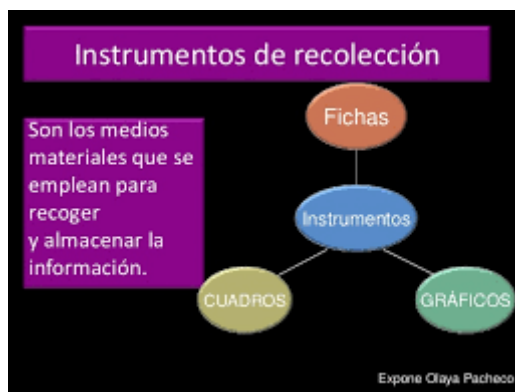 Instrumentos de recolección
Fichas
Son los medios
materiales que se
emplean para
recoger
y almacenar la
información.
Instrumentos
CUADROS
GRÁFICOS
Expone Olaya Pacheco